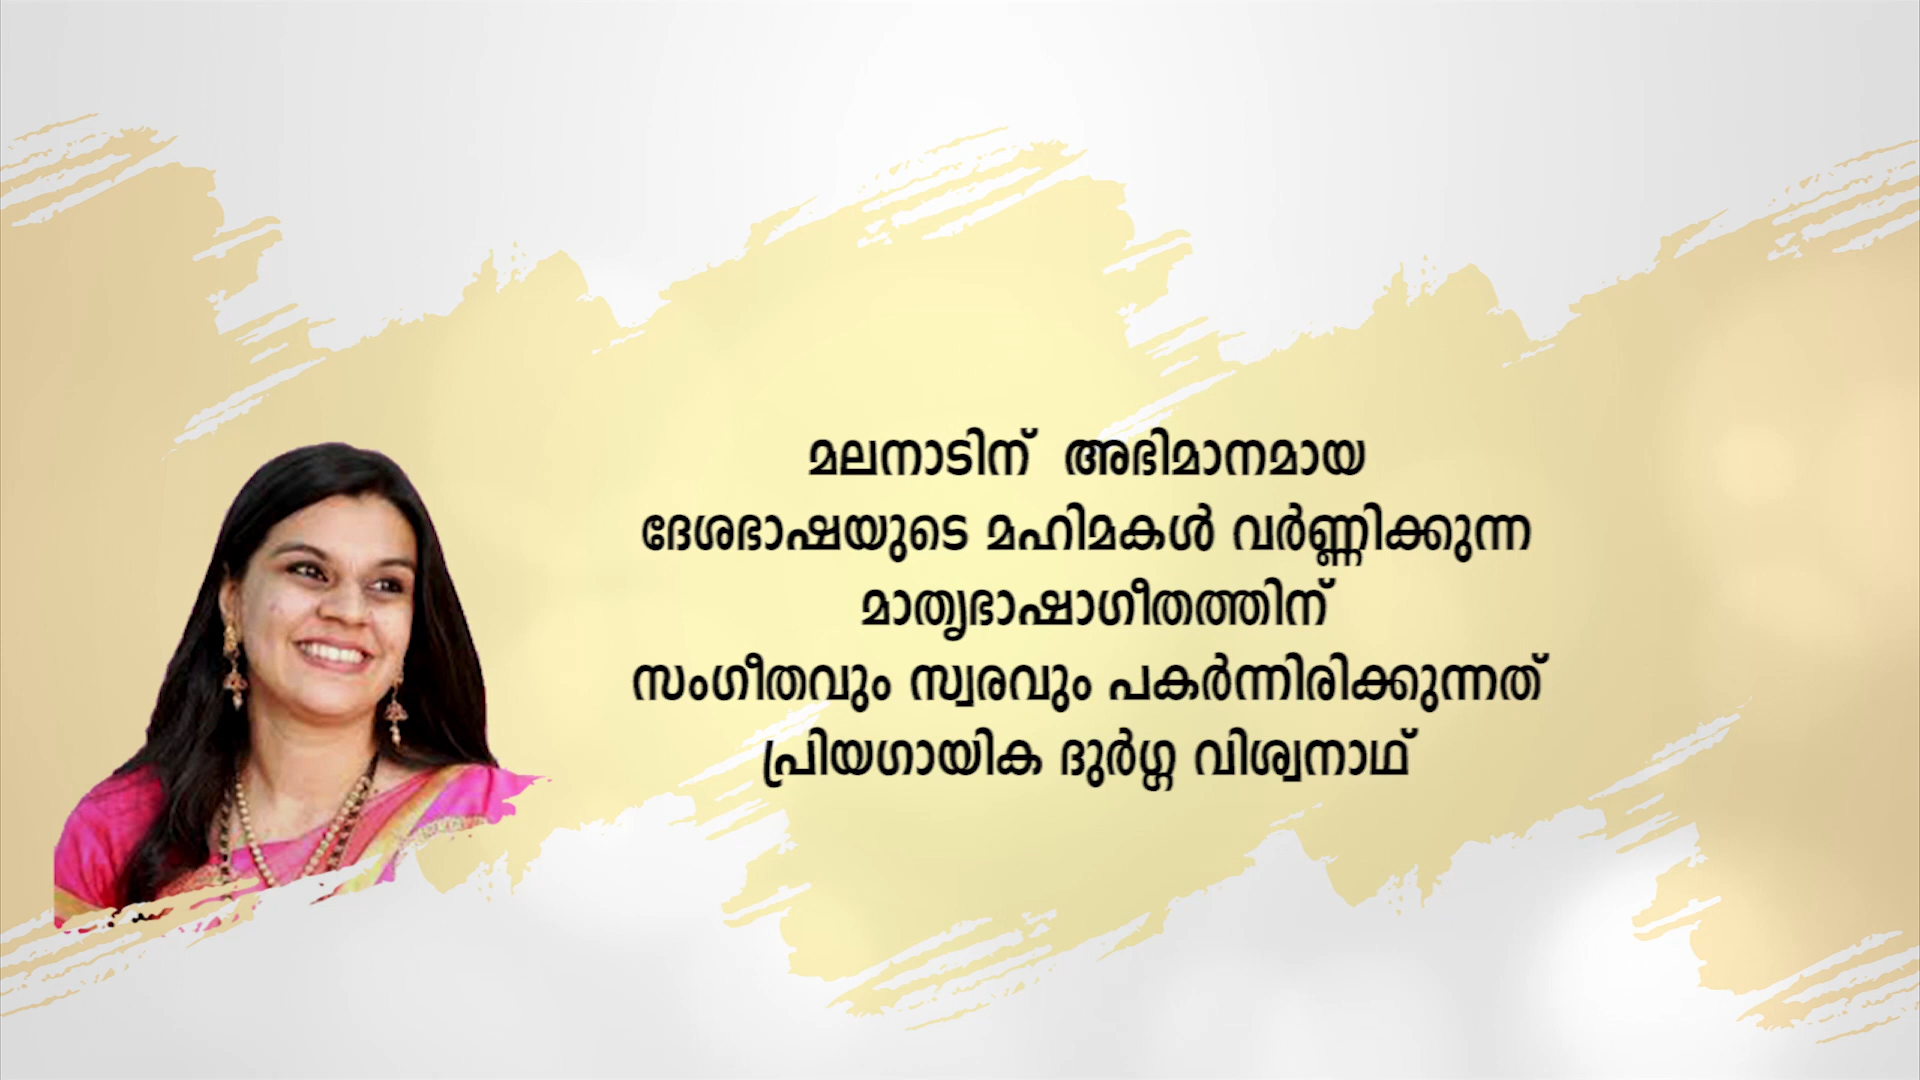 മലനാടിന് അഭിമാനമായ
ദേശഭാഷയുടെ മഹിമകൾ വർണ്ണിക്കുന്ന
മാതൃഭാഷാഗീതത്തിന്
സംഗീതവും സ്വരവും പകർന്നിരിക്കുന്നത്
പ്രിയഗായിക ദുർഗ്ഗ വിശ്വനാഥ്